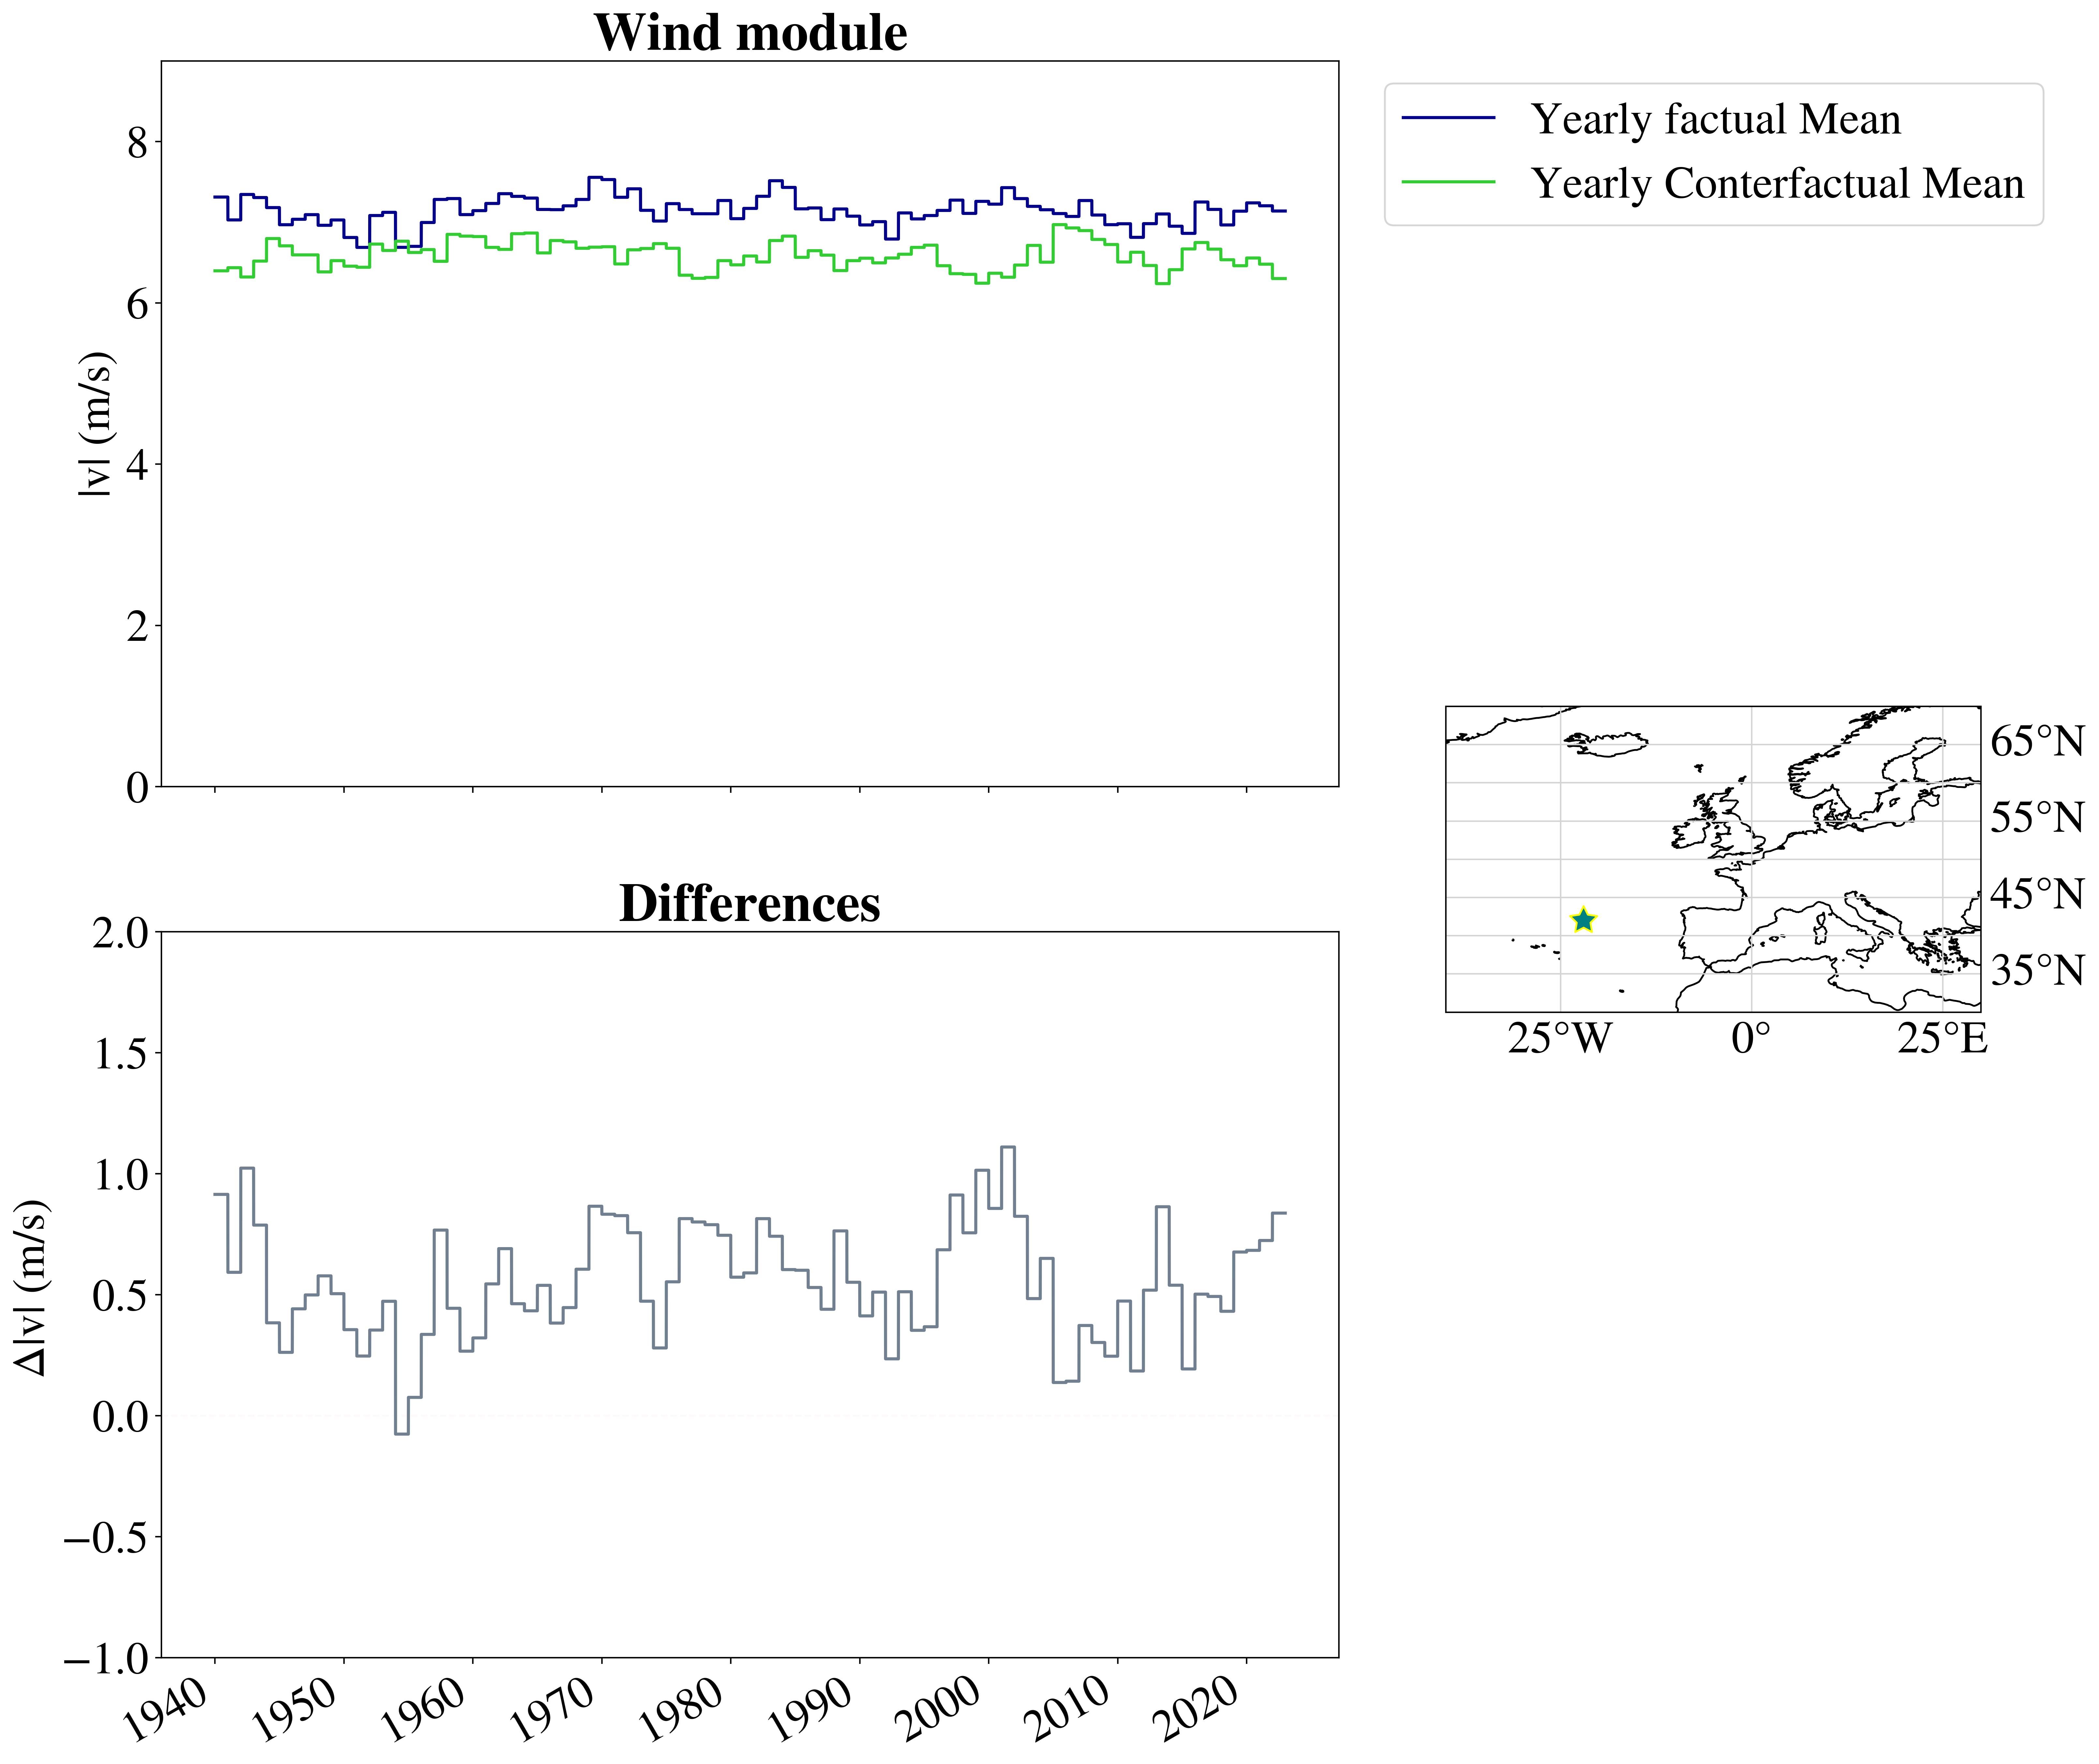 Wind module
8
6
4
2
0
|v| (m/s)
Yearly factual Mean
Yearly Conterfactual Mean
65°N
55°N
45°N
35°N
25°W 0° 25°E
Differences
2.0
1.5
1.0
0.5
0.0
−0.5
−1.0
Δ|v| (m/s)
1940 1950 1960 1970 1980 1990 2000 2010 2020